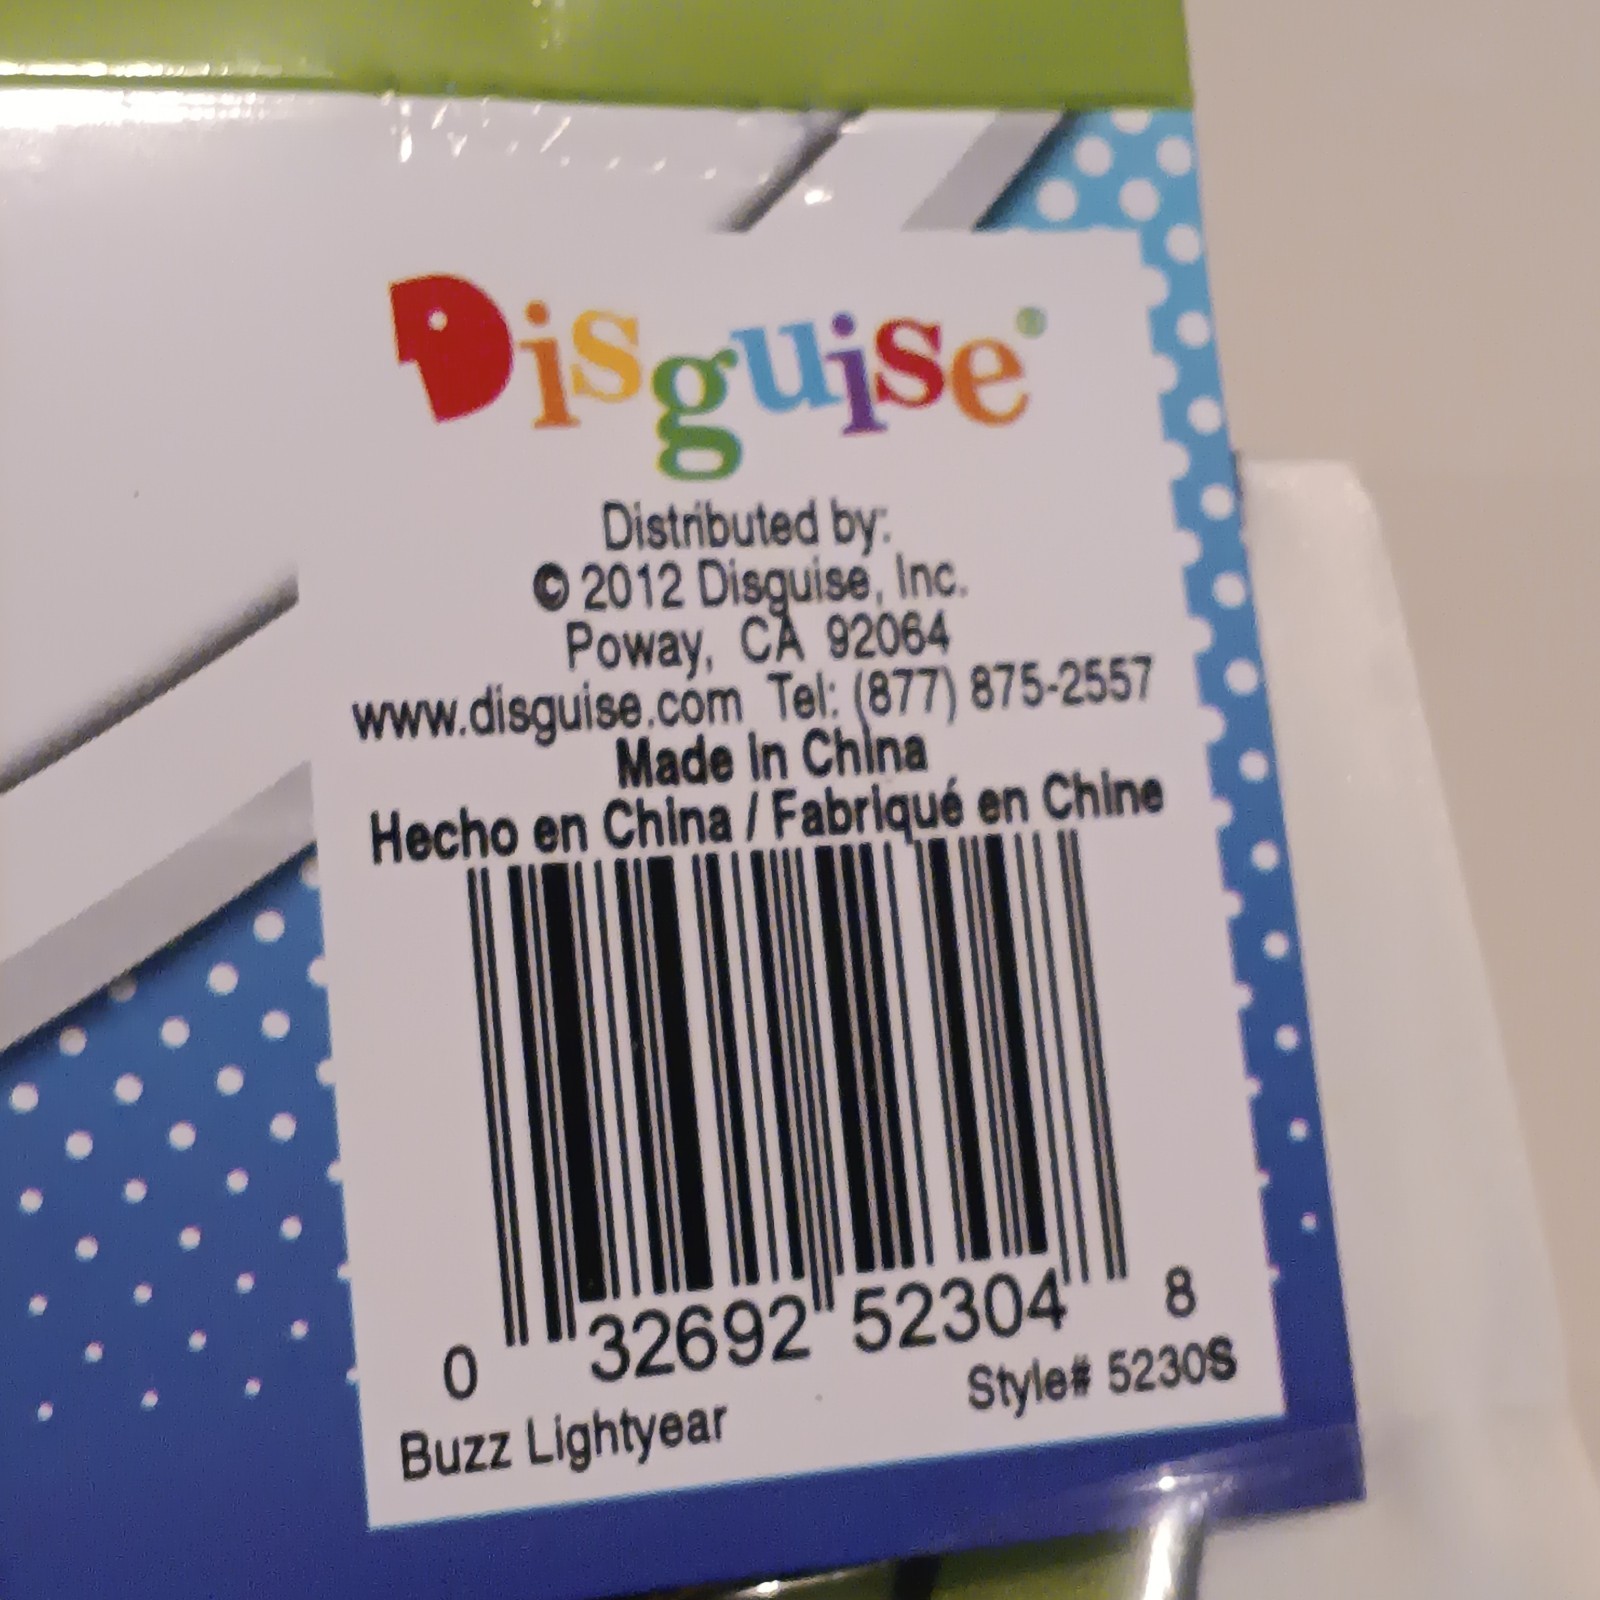 Disguise®
Distributed by:
© 2012 Disguise, Inc.
Poway, CA 92064
www.disguise.com Tel: (877) 875-2557
Made in China
Hecho en China / Fabriqué en Chine
0 32692 52304 8
Style# 5230S
Buzz Lightyear